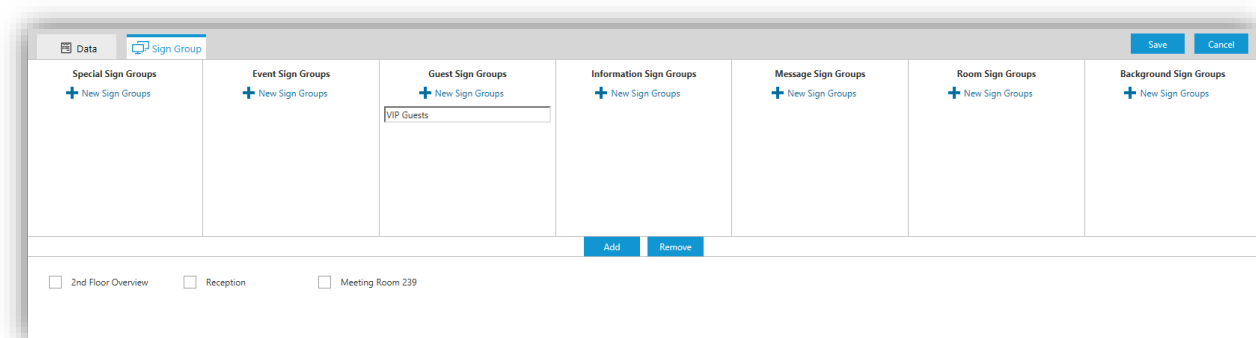 Data
Sign Group
Save
Cancel
Special Sign Groups
Event Sign Groups
Guest Sign Groups
Information Sign Groups
Message Sign Groups
Room Sign Groups
Background Sign Groups
New Sign Groups
New Sign Groups
New Sign Groups
New Sign Groups
New Sign Groups
New Sign Groups
New Sign Groups
VIP Guests
Add
Remove
2nd Floor Overview
Reception
Meeting Room 239